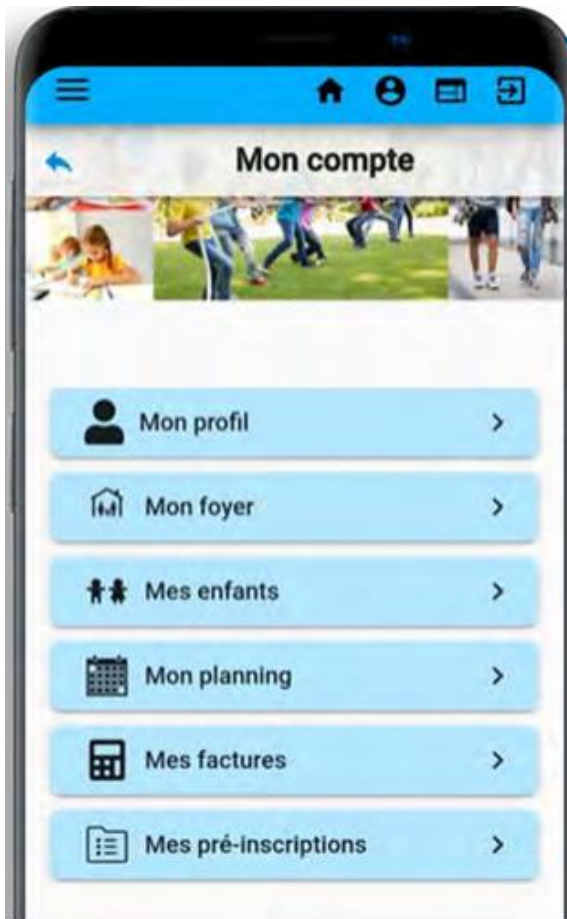 Mon compte
Mon profil
Mon foyer
Mes enfants
Mon planning
Mes factures
Mes pré-inscriptions